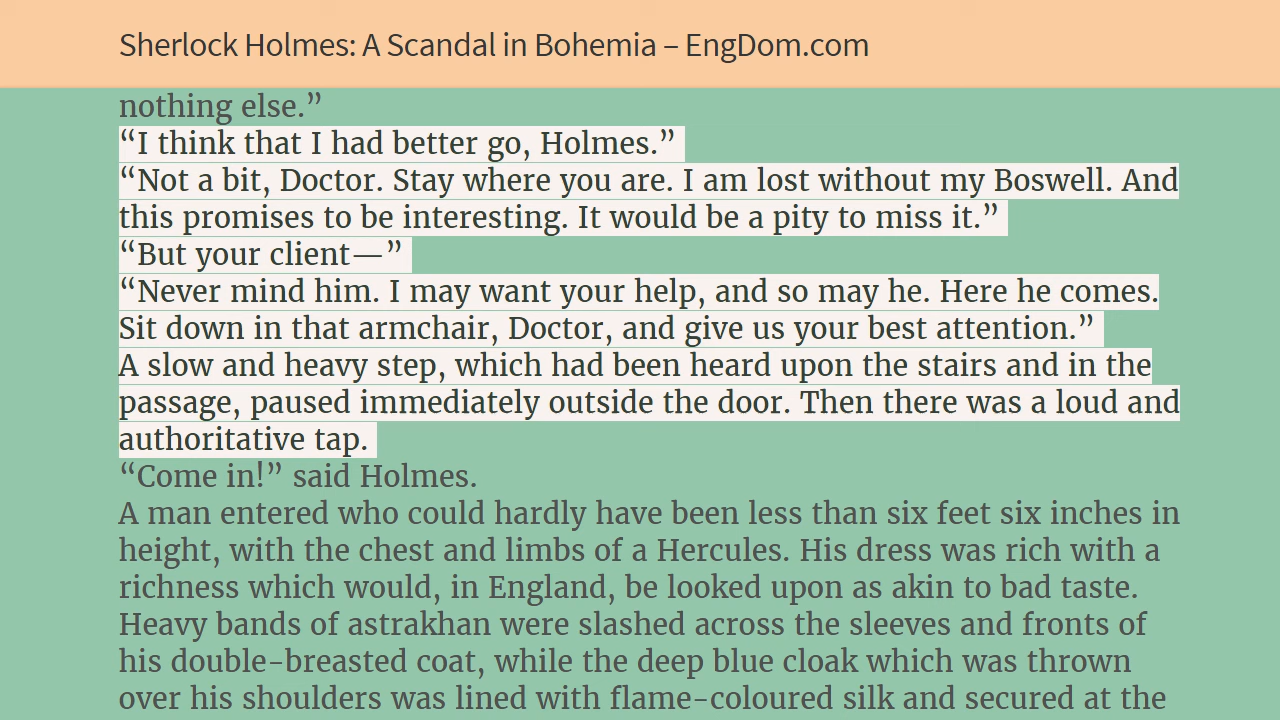 Sherlock Holmes: A Scandal in Bohemia – EngDom.com
nothing else.”
“I think that I had better go, Holmes.”
“Not a bit, Doctor. Stay where you are. I am lost without my Boswell. And
this promises to be interesting. It would be a pity to miss it.”
“But your client—”
“Never mind him. I may want your help, and so may he. Here he comes.
Sit down in that armchair, Doctor, and give us your best attention.”
A slow and heavy step, which had been heard upon the stairs and in the
passage, paused immediately outside the door. Then there was a loud and
authoritative tap.
“Come in!” said Holmes.
A man entered who could hardly have been less than six feet six inches in
height, with the chest and limbs of a Hercules. His dress was rich with a
richness which would, in England, be looked upon as akin to bad taste.
Heavy bands of astrakhan were slashed across the sleeves and fronts of
his double-breasted coat, while the deep blue cloak which was thrown
over his shoulders was lined with flame-coloured silk and secured at the